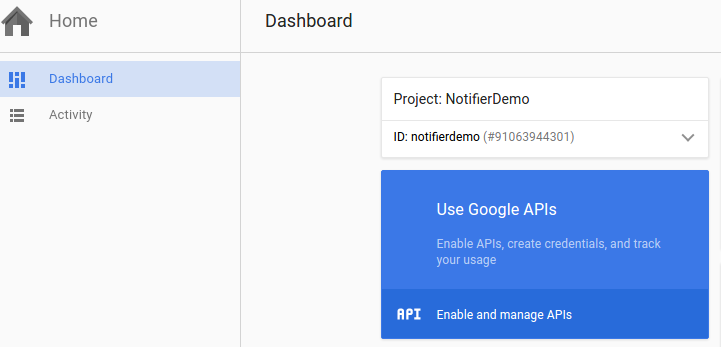 Home
Dashboard
Dashboard
Activity
Project: NotifierDemo
ID: notifierdemo (#91063944301)
Use Google APIs
Enable APIs, create credentials, and track
your usage
API
Enable and manage APIs